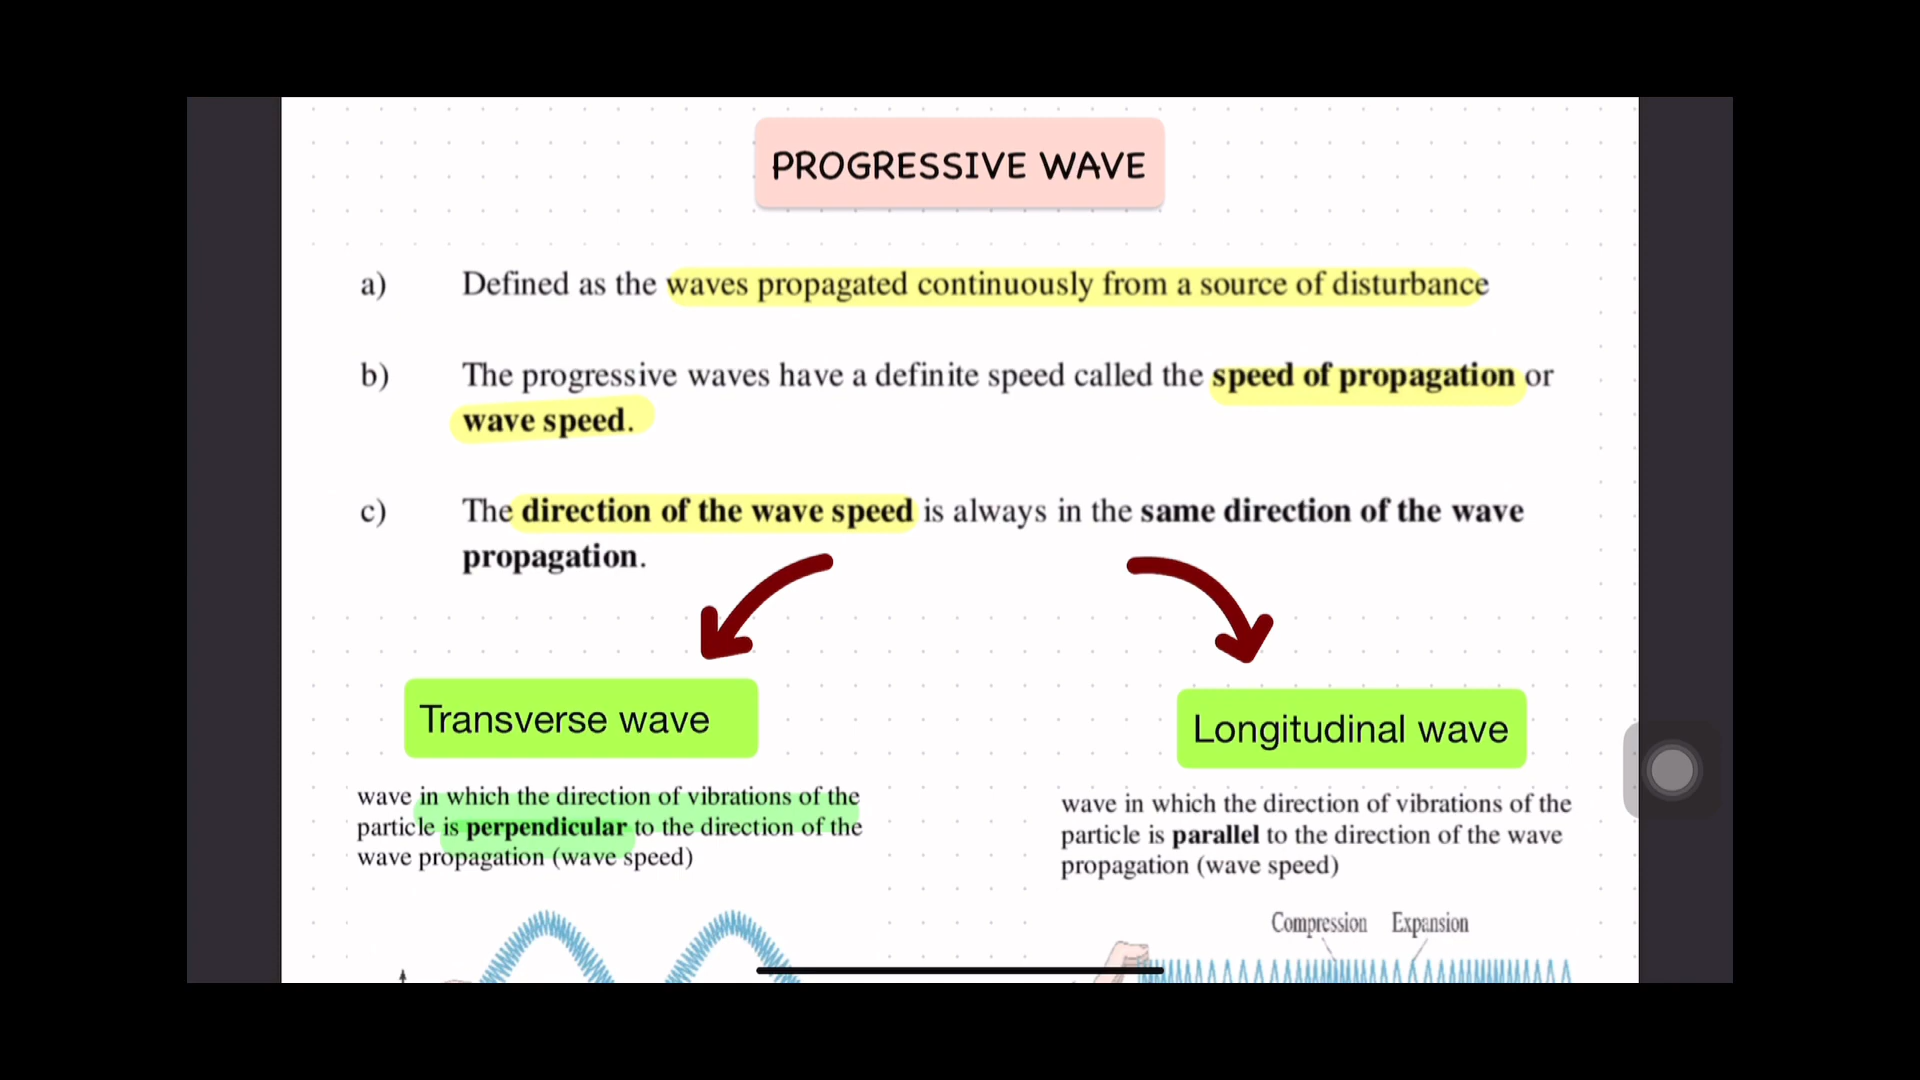 PROGRESSIVE WAVE
a) Defined as the waves propagated continuously from a source of disturbance
b) The progressive waves have a definite speed called the speed of propagation or
wave speed.
c) The direction of the wave speed is always in the same direction of the wave
propagation.
Transverse wave
wave in which the direction of vibrations of the
particle is perpendicular to the direction of the
wave propagation (wave speed)
Longitudinal wave
wave in which the direction of vibrations of the
particle is parallel to the direction of the wave
propagation (wave speed)
Compression Expansion